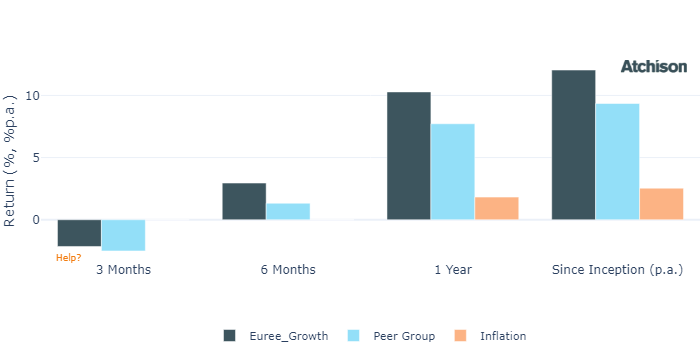 Atchison
Return (%, %p.a.)
10
5
0
Help?
3 Months
6 Months
1 Year
Since Inception (p.a.)
Euree_Growth
Peer Group
Inflation